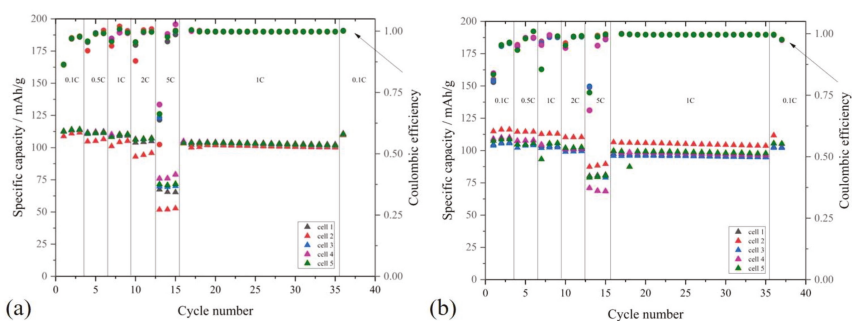 200
175
150
125
100
75
50
25
0
Specific capacity / mAh/g
0.1C
0.5C
1C
2C
5C
1C
0.1C
1.00
0.75
0.50
0.25
0.00
Coulombic efficiency
cell 1
cell 2
cell 3
cell 4
cell 5
0
5
10
15
20
25
30
35
40
Cycle number
(a)
200
175
150
125
100
75
50
25
0
Specific capacity / mAh/g
0.1C
0.5C
1C
2C
5C
1C
0.1C
1.00
0.75
0.50
0.25
0.00
Coulombic efficiency
cell 1
cell 2
cell 3
cell 4
cell 5
0
5
10
15
20
25
30
35
40
Cycle number
(b)